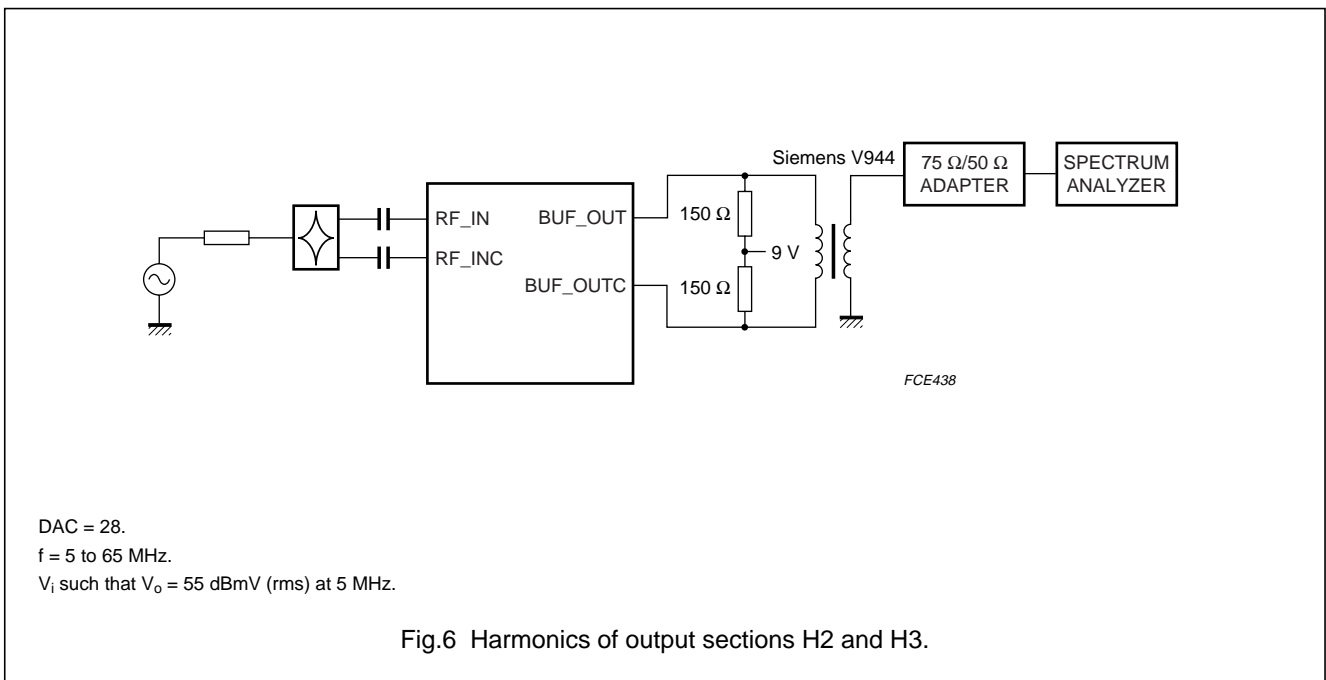 Siemens V944
75 Ω/50 Ω
ADAPTER
SPECTRUM
ANALYZER
RF_IN
BUF_OUT
150 Ω
9 V
RF_INC
BUF_OUTC
150 Ω
FCE438
DAC = 28.
f = 5 to 65 MHz.
Vi such that Vo = 55 dBmV (rms) at 5 MHz.
Fig.6 Harmonics of output sections H2 and H3.